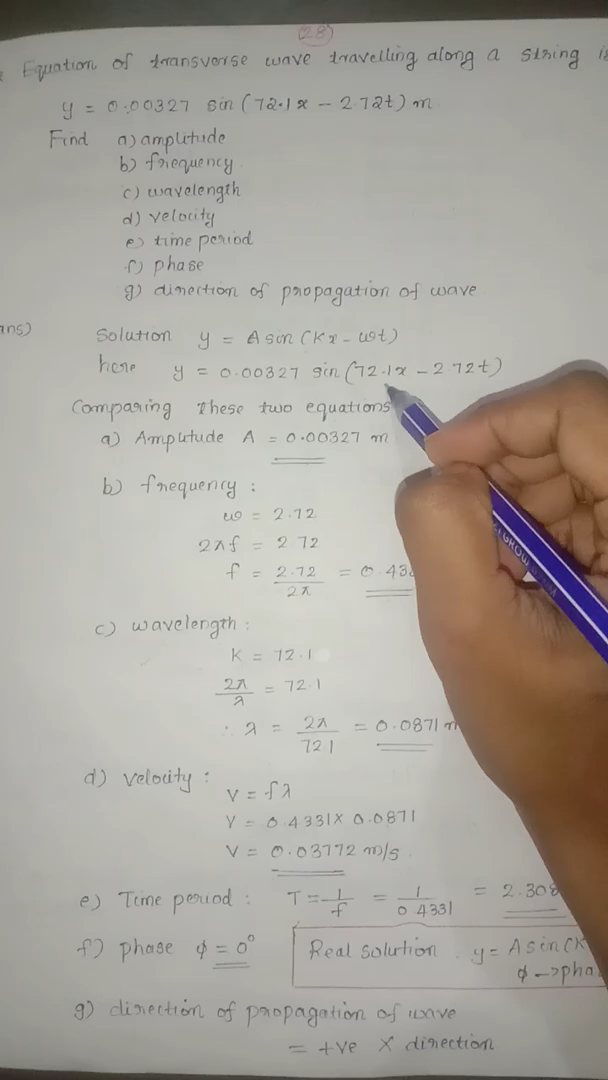 (28)
Equation of transverse wave travelling along a string is
y = 0.00327 sin (72.1x - 2.72t) m
Find a) amplitude
b) frequency
c) wavelength
d) velocity
e) time period
f) phase
g) direction of propagation of wave
ans) Solution y = A sin (Kx - ωt)
here y = 0.00327 sin (72.1x - 2.72t)
Comparing These two equations
a) Amplitude A = 0.00327 m
b) frequency :
ω = 2.72
2πf = 2.72
f = 2.72/2π = 0.43
c) wavelength :
K = 72.1
2π/λ = 72.1
∴ λ = 2π/72.1 = 0.0871 m
d) velocity :
V = fλ
V = 0.4331 x 0.0871
V = 0.03772 m/s.
e) Time period : T = 1/f = 1/0.4331 = 2.308
f) phase ϕ = 0° Real solution y = A sin (K
ϕ → pha
g) direction of propagation of wave
= +ve X direction